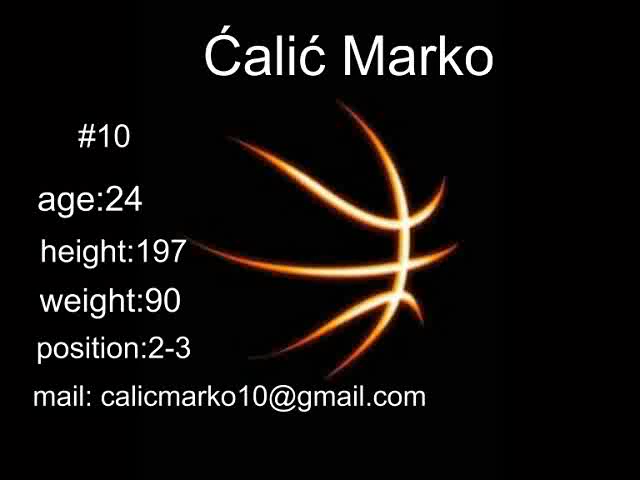 Ćalić Marko
#10
age:24
height:197
weight:90
position:2-3
mail: calicmarko10@gmail.com